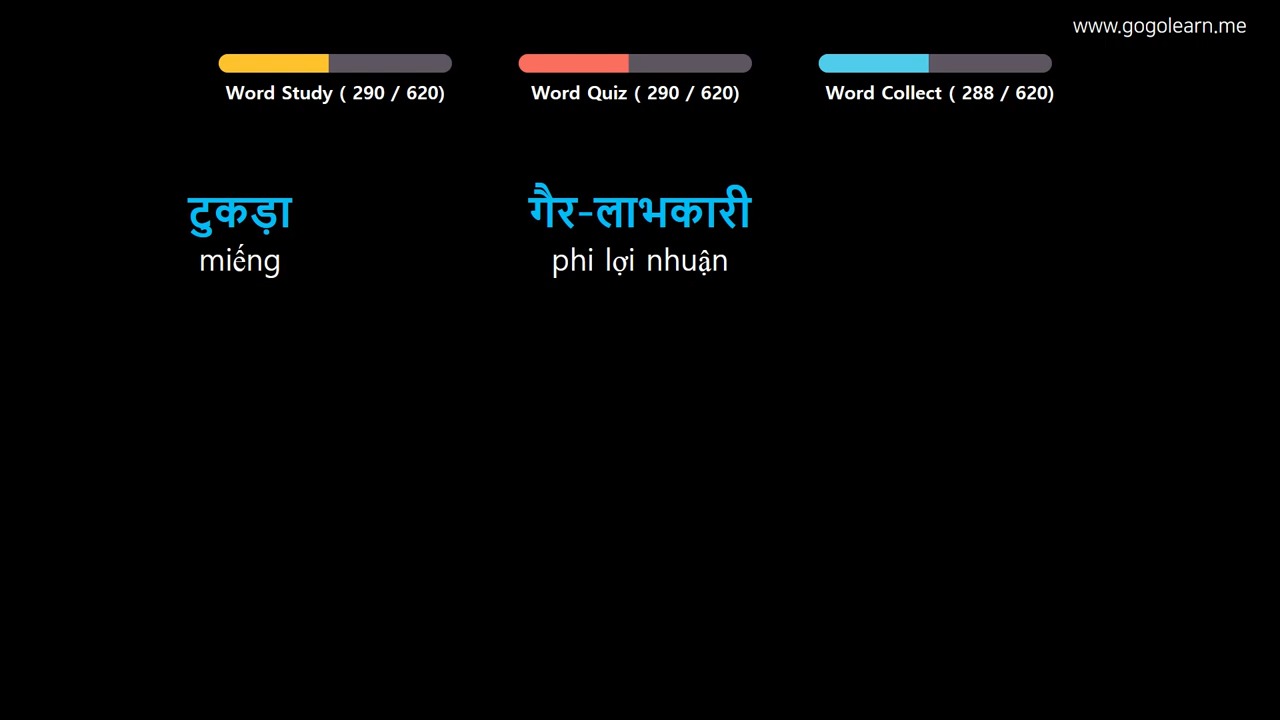 www.gogolearn.me
Word Study ( 290 / 620)
Word Quiz ( 290 / 620)
Word Collect ( 288 / 620)
टुकड़ा
miếng
गैर-लाभकारी
phi lợi nhuận